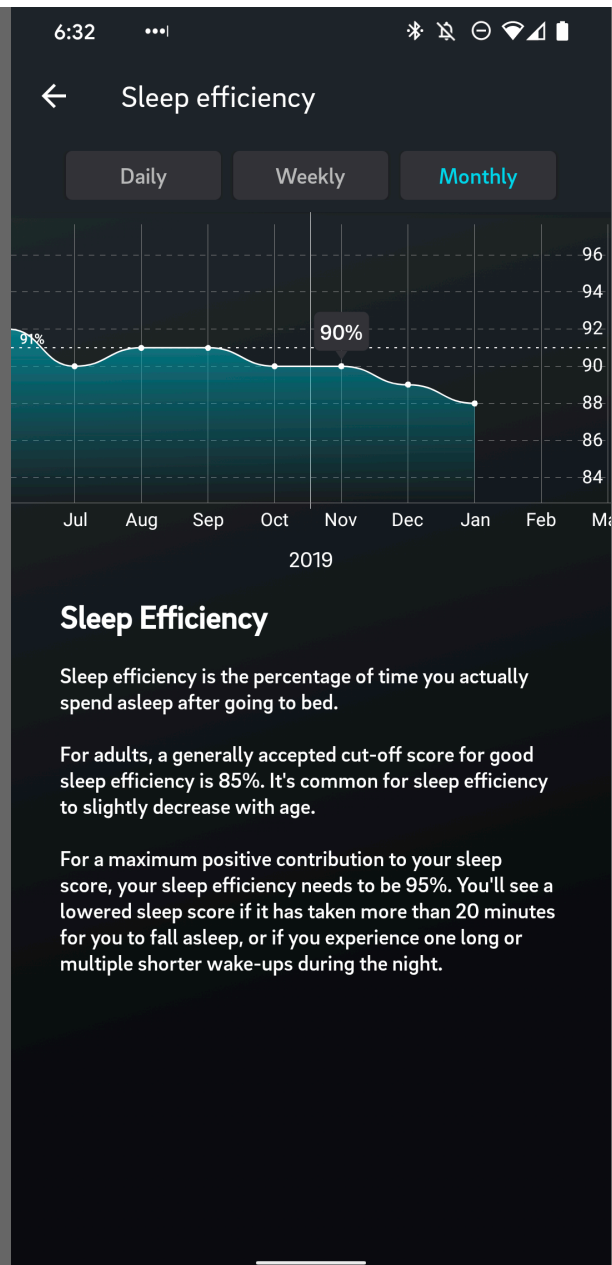 6:32
Sleep efficiency
Daily Weekly Monthly
96
94
92
91%
90%
90
88
86
84
Jul Aug Sep Oct Nov Dec Jan Feb
2019
Sleep Efficiency
Sleep efficiency is the percentage of time you actually
spend asleep after going to bed.
For adults, a generally accepted cut-off score for good
sleep efficiency is 85%. It's common for sleep efficiency
to slightly decrease with age.
For a maximum positive contribution to your sleep
score, your sleep efficiency needs to be 95%. You'll see a
lowered sleep score if it has taken more than 20 minutes
for you to fall asleep, or if you experience one long or
multiple shorter wake-ups during the night.